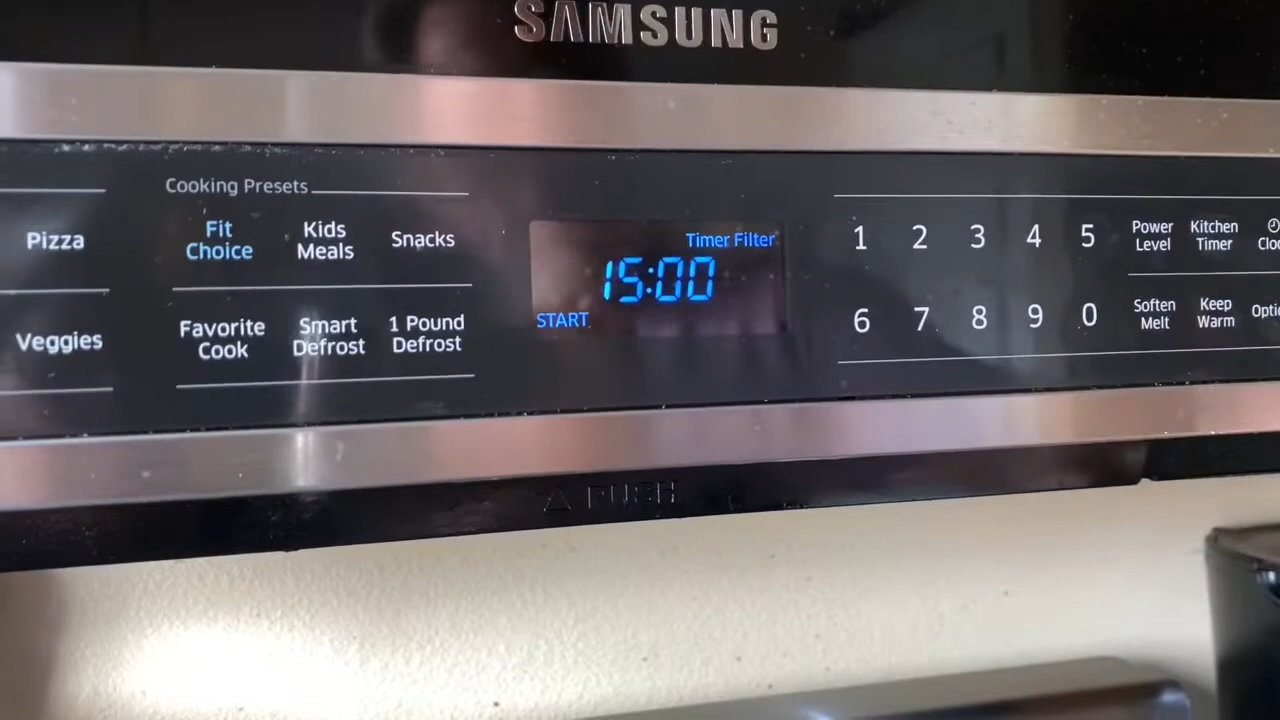 SAMSUNG
Cooking Presets
Pizza
Fit
Choice
Kids
Meals
Snacks
Veggies
Favorite
Cook
Smart
Defrost
1 Pound
Defrost
Timer Filter
15:00
START
1 2 3 4 5
6 7 8 9 0
Power
Level
Kitchen
Timer
Soften
Melt
Keep
Warm
PUSH